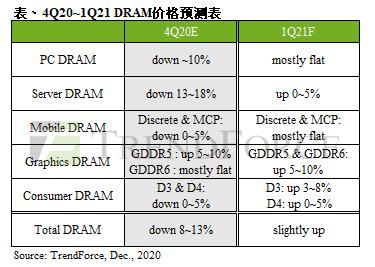 表、4Q20~1Q21 DRAM价格預測表
4Q20E 1Q21F
PC DRAM down ~10% mostly flat
Server DRAM down 13~18% up 0~5%
Mobile DRAM Discrete & MCP: down 0~5% Discrete & MCP: mostly flat
Graphics DRAM GDDR5 : up 5~10% GDDR6 : mostly flat GDDR5 & GDDR6: up 5~10%
Consumer DRAM D3 & D4: down 0~5% D3: up 3~8% D4: up 0~5%
Total DRAM down 8~13% slightly up
TRENDFORCE
Source: TrendForce, Dec., 2020